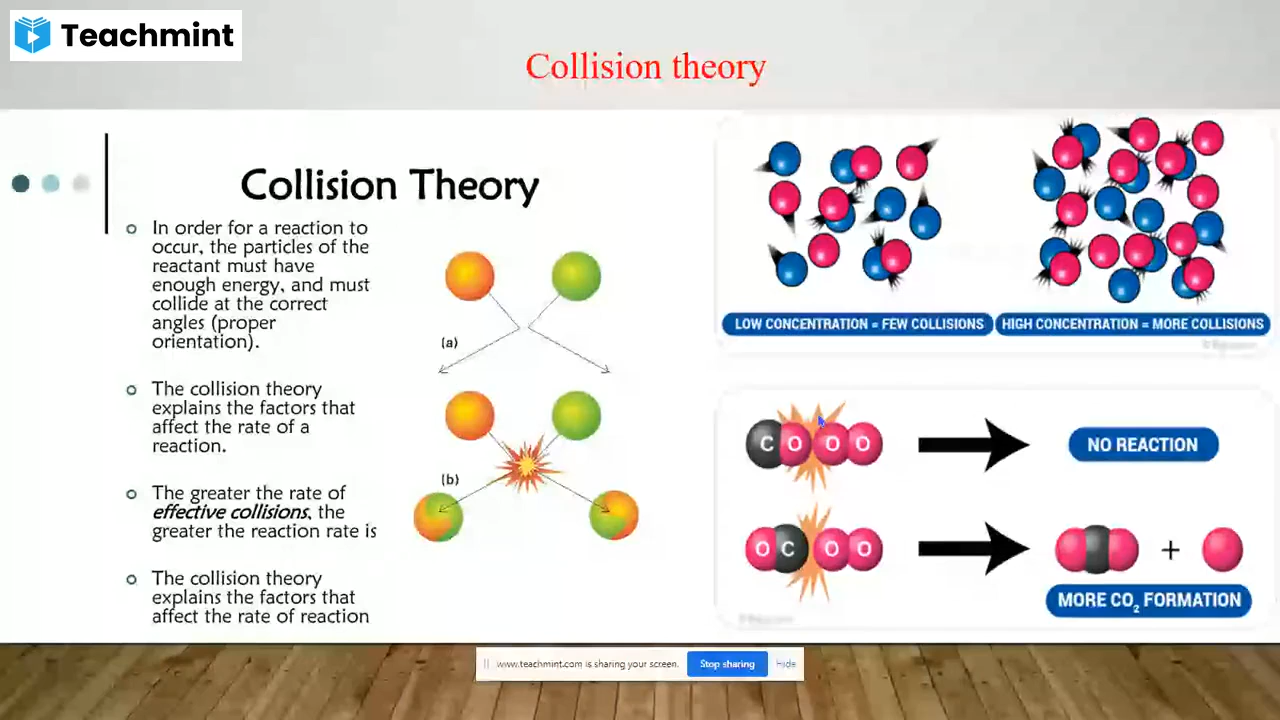 Teachmint
Collision theory
Collision Theory
In order for a reaction to
occur, the particles of the
reactant must have
enough energy, and must
collide at the correct
angles (proper
orientation).
The collision theory
explains the factors that
affect the rate of a
reaction.
The greater the rate of
effective collisions, the
greater the reaction rate is
The collision theory
explains the factors that
affect the rate of reaction
(a)
(b)
LOW CONCENTRATION = FEW COLLISIONS
HIGH CONCENTRATION = MORE COLLISIONS
C O O O
NO REACTION
O C O O
+
MORE CO₂ FORMATION
www.teachmint.com is sharing your screen.
Stop sharing
Hide